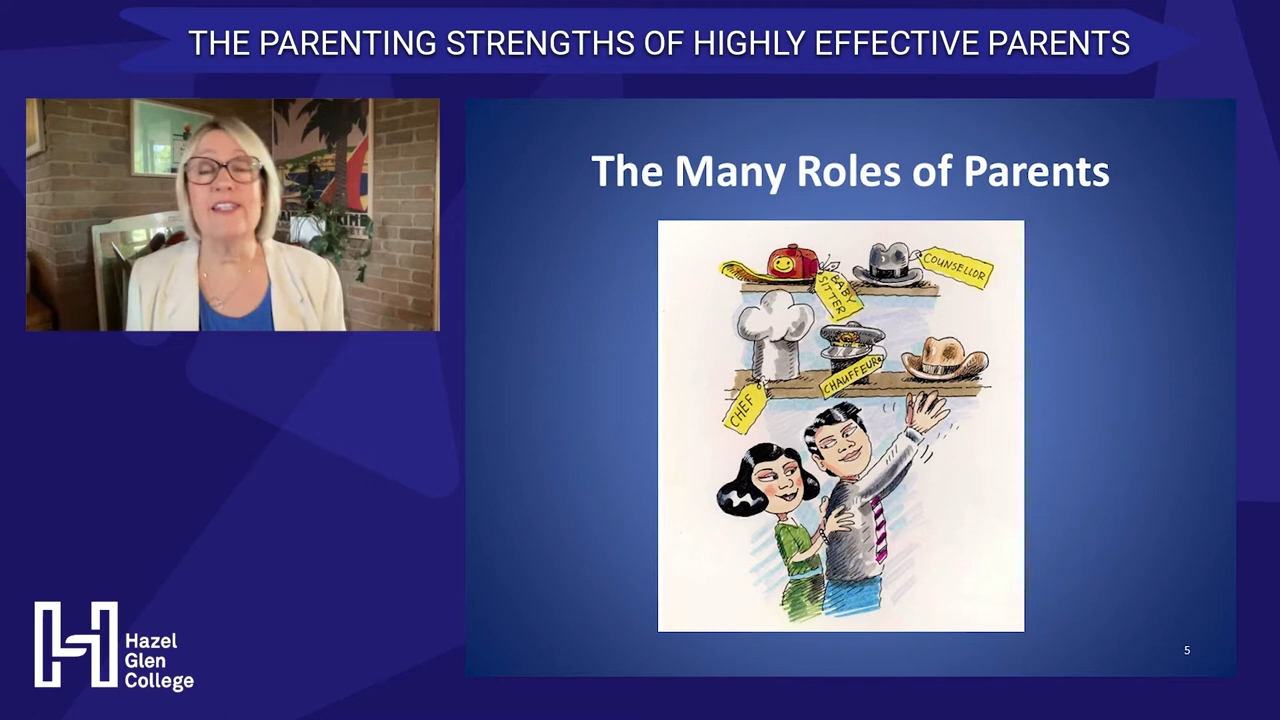 THE PARENTING STRENGTHS OF HIGHLY EFFECTIVE PARENTS
The Many Roles of Parents
BABY
SITTER
COUNSELLOR
CHEF
CHAUFFEUR
5
Hazel
Glen
College